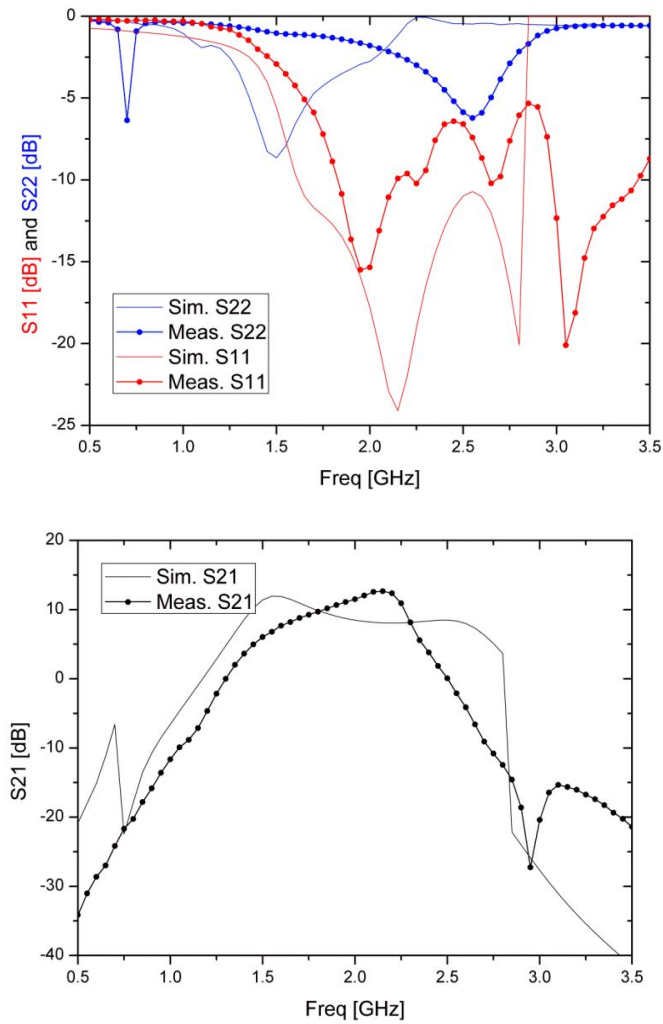 0
-5
-10
-15
-20
-25
S11 [dB] and S22 [dB]
Sim. S22
Meas. S22
Sim. S11
Meas. S11
0.5 1.0 1.5 2.0 2.5 3.0 3.5
Freq [GHz]
20
10
0
-10
-20
-30
-40
S21 [dB]
Sim. S21
Meas. S21
0.5 1.0 1.5 2.0 2.5 3.0 3.5
Freq [GHz]